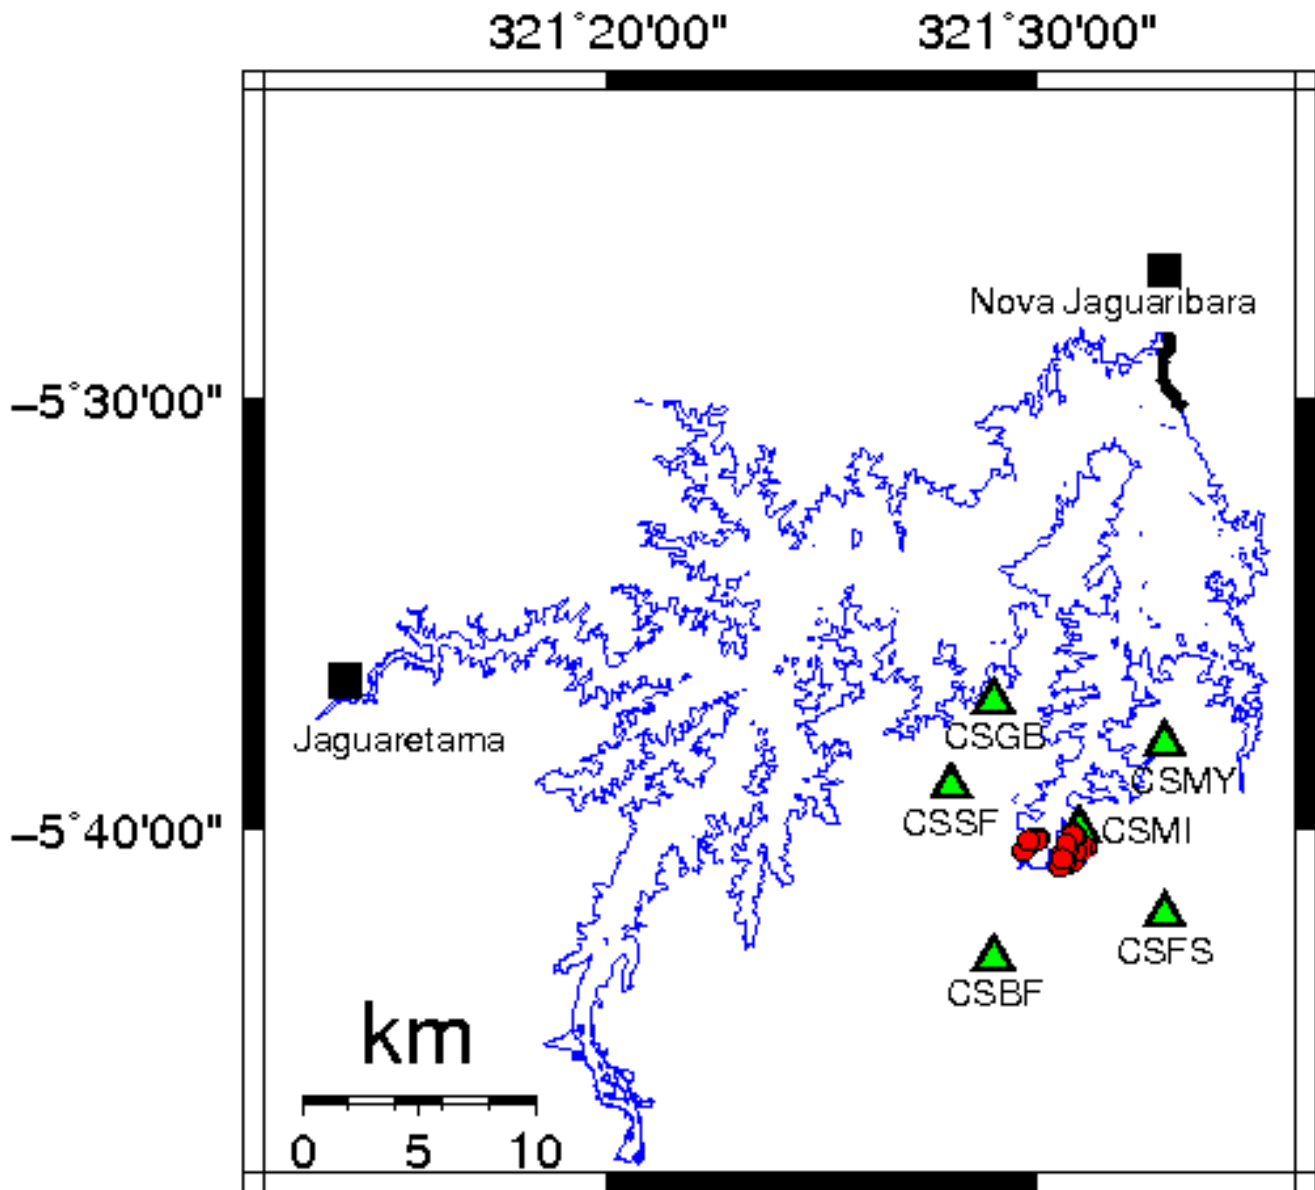 321°20'00" 321°30'00"
Nova Jaguaribara
−5°30'00"
Jaguaretama
CSGB
CSMY
CSSF
−5°40'00"
CSMI
CSFS
CSBF
km
0 5 10